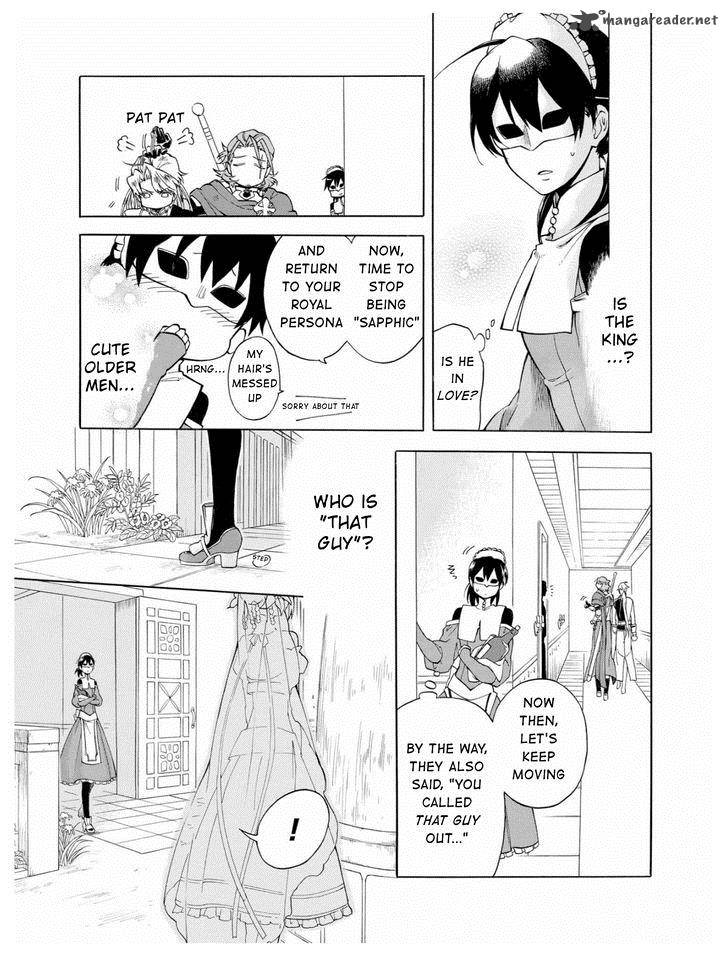 mangareader.net
IS
THE
KING
...?
IS HE
IN
LOVE?
PAT PAT
NOW,
TIME TO
STOP
BEING
"SAPPHIC"
AND
RETURN
TO YOUR
ROYAL
PERSONA
MY
HAIR'S
MESSED
UP
SORRY ABOUT THAT
HRNG...
CUTE
OLDER
MEN...
NOW
THEN,
LET'S
KEEP
MOVING
BY THE WAY,
THEY ALSO
SAID, "YOU
CALLED
THAT GUY
OUT..."
WHO IS
"THAT
GUY"?
STEP
!